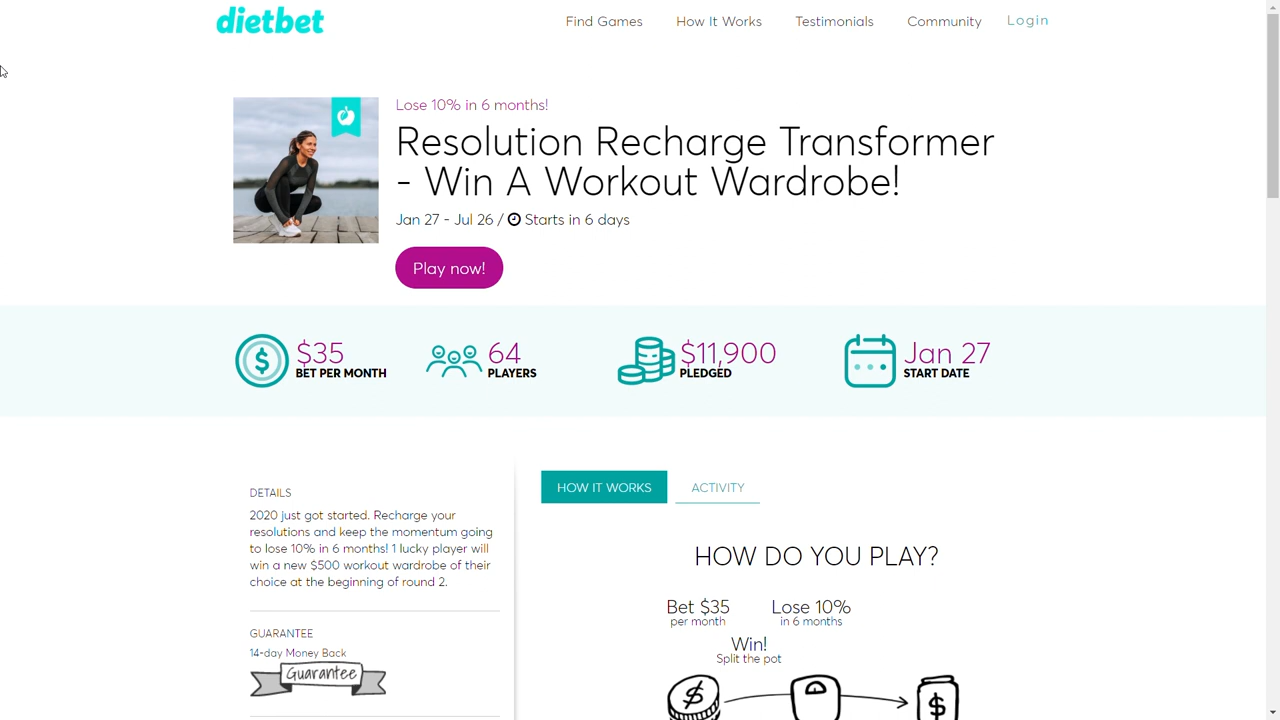 dietbet
Find Games
How It Works
Testimonials
Community
Login
Lose 10% in 6 months!
Resolution Recharge Transformer
- Win A Workout Wardrobe!
Jan 27 - Jul 26 / Starts in 6 days
Play now!
$35
BET PER MONTH
64
PLAYERS
$11,900
PLEDGED
Jan 27
START DATE
DETAILS
2020 just got started. Recharge your
resolutions and keep the momentum going
to lose 10% in 6 months! 1 lucky player will
win a new $500 workout wardrobe of their
choice at the beginning of round 2.
GUARANTEE
14-day Money Back
Guarantee
HOW IT WORKS
ACTIVITY
HOW DO YOU PLAY?
Bet $35
per month
Lose 10%
in 6 months
Win!
Split the pot